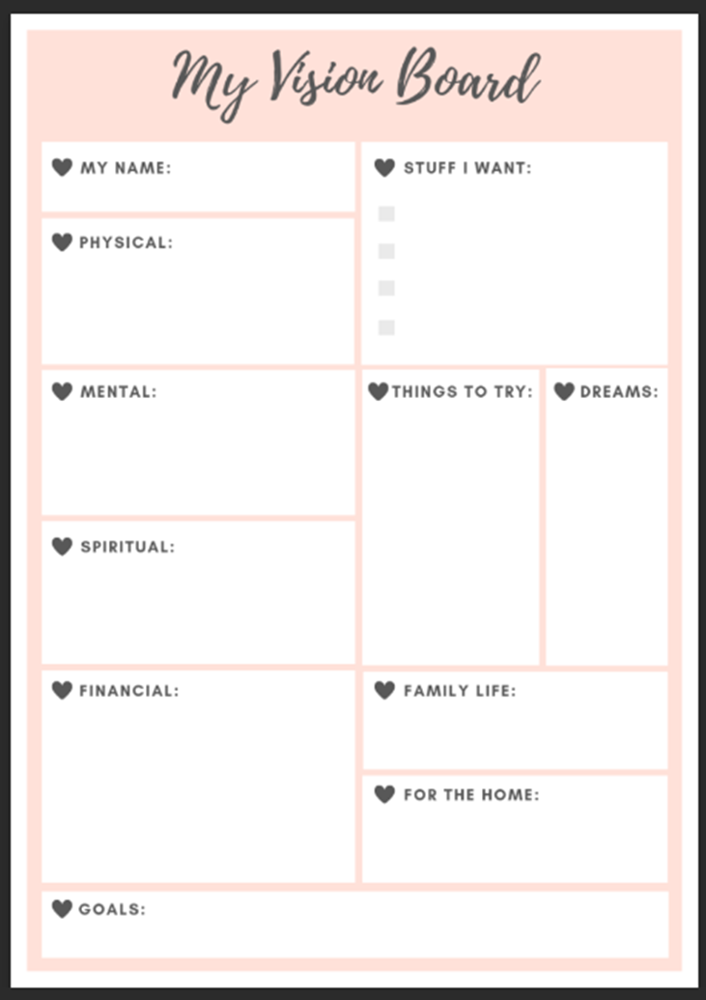 My Vision Board
MY NAME:
PHYSICAL:
MENTAL:
SPIRITUAL:
FINANCIAL:
STUFF I WANT:
THINGS TO TRY:
DREAMS:
FAMILY LIFE:
FOR THE HOME:
GOALS: